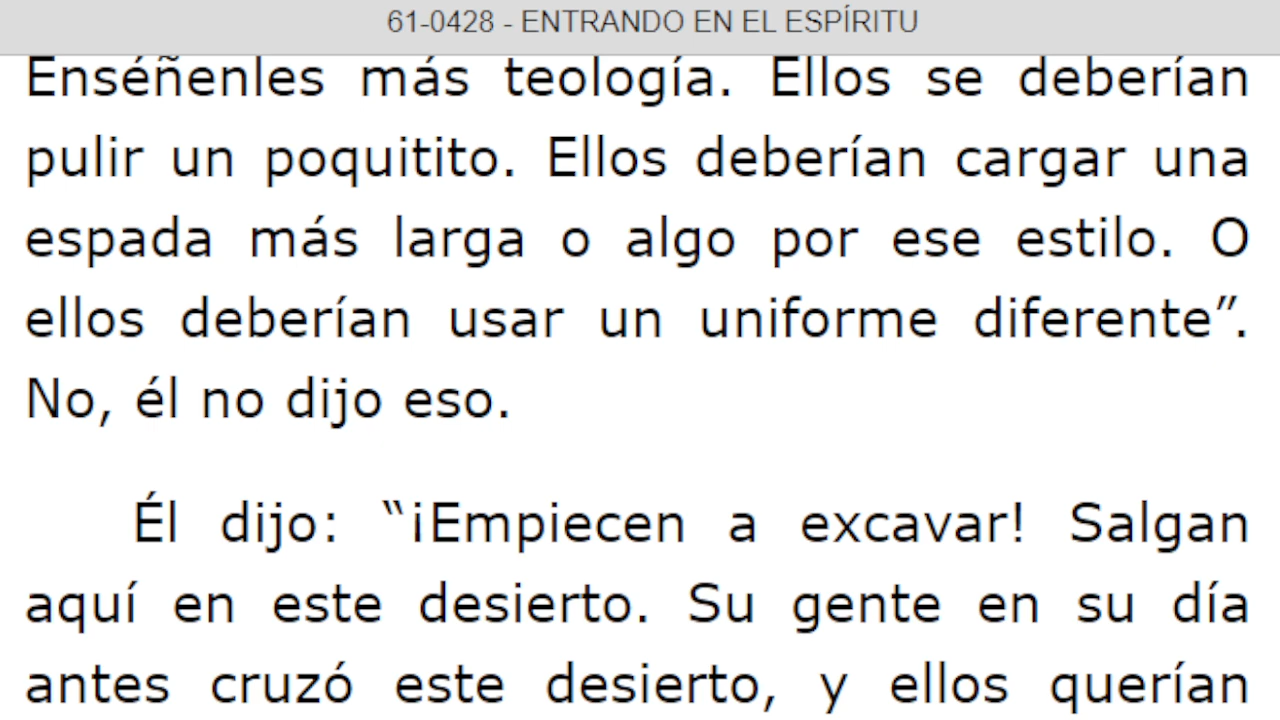 61-0428 - ENTRANDO EN EL ESPÍRITU
Enséñenles más teología. Ellos se deberían
pulir un poquitito. Ellos deberían cargar una
espada más larga o algo por ese estilo. O
ellos deberían usar un uniforme diferente”.
No, él no dijo eso.
Él dijo: “¡Empiecen a excavar! Salgan
aquí en este desierto. Su gente en su día
antes cruzó este desierto, y ellos querían